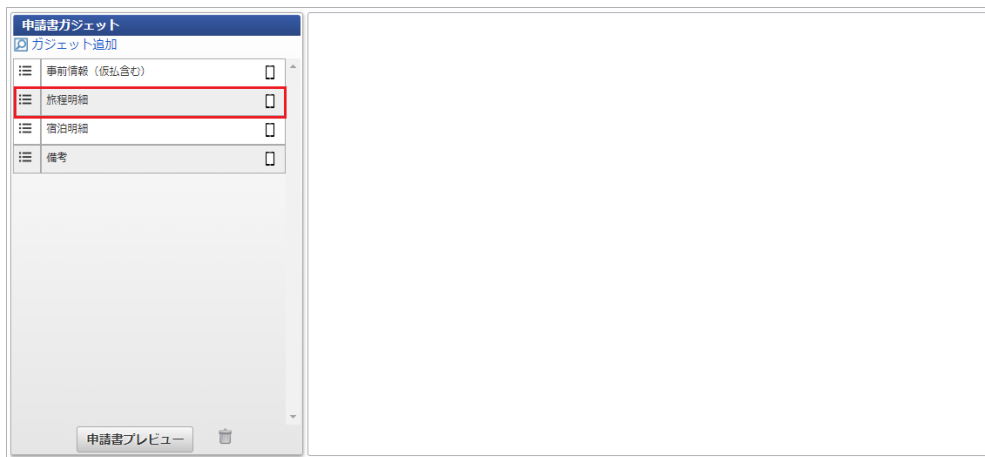 申請書ガジェット
ガジェット追加
事前情報（仮払含む）
旅程明細
宿泊明細
備考
申請書プレビュー